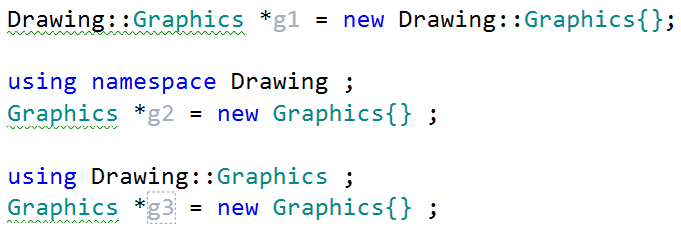 Drawing::Graphics *g1 = new Drawing::Graphics{};
using namespace Drawing ;
Graphics *g2 = new Graphics{} ;
using Drawing::Graphics ;
Graphics *g3 = new Graphics{} ;